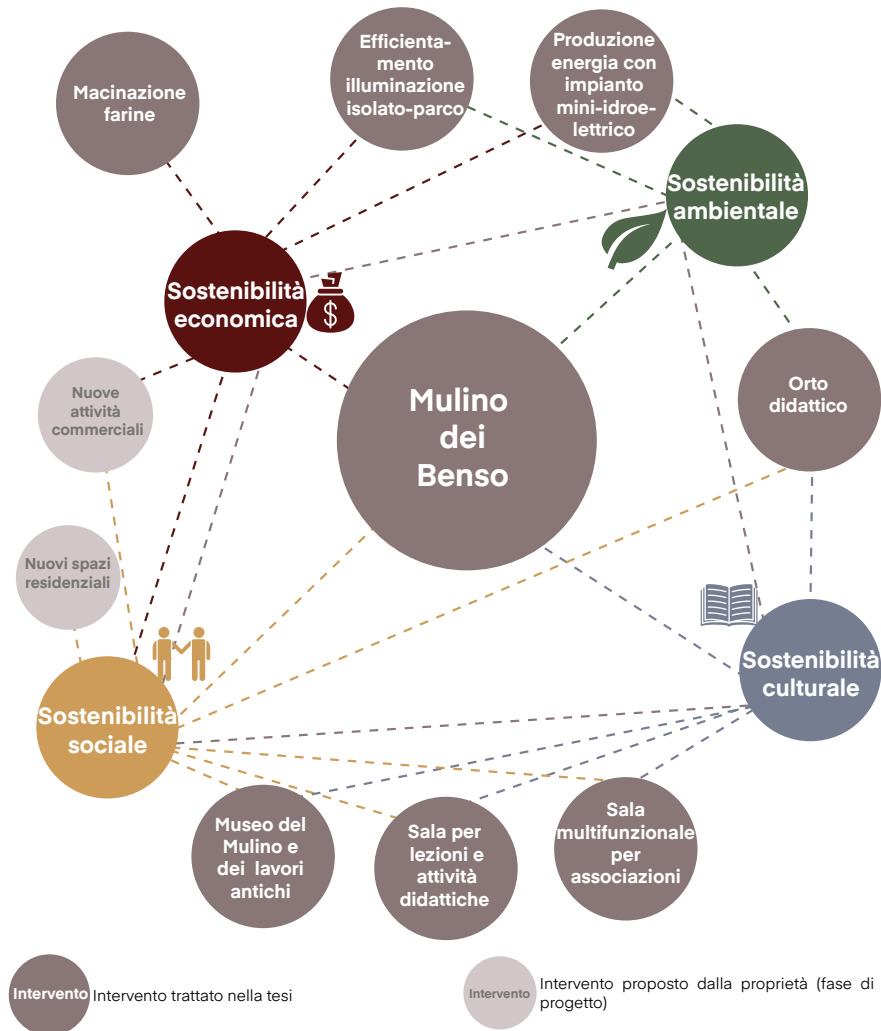 Efficienta-
mento
illuminazione
isolato-parco
Produzione
energia con
impianto
mini-idroe-
lettrico
Macinazione
farine
Sostenibilità
ambientale
Sostenibilità
economica
$
Mulino
dei
Benso
Orto
didattico
Nuove
attività
commerciali
Nuovi spazi
residenziali
Sostenibilità
culturale
Sostenibilità
sociale
Museo del
Mulino e
dei lavori
antichi
Sala per
lezioni e
attività
didattiche
Sala
multifunzionale
per
associazioni
Intervento
Intervento trattato nella tesi
Intervento
Intervento proposto dalla proprietà (fase di
progetto)